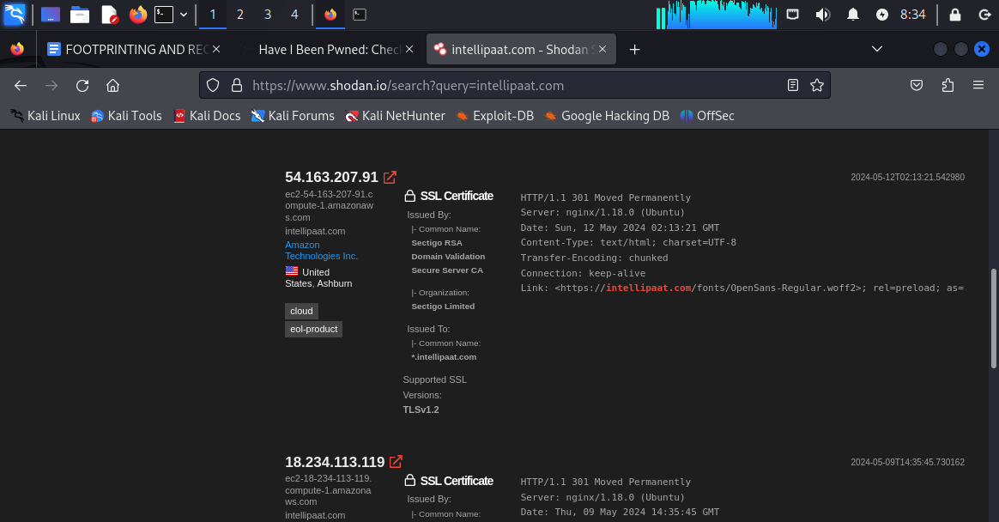 1 2 3 4 8:34
FOOTPRINTING AND REC
Have I Been Pwned: Check
intellipaat.com - Shodan S
https://www.shodan.io/search?query=intellipaat.com
Kali Linux Kali Tools Kali Docs Kali Forums Kali NetHunter Exploit-DB Google Hacking DB OffSec
54.163.207.91
2024-05-12T02:13:21.542980
ec2-54-163-207-91.c
ompute-1.amazonaw
s.com
intellipaat.com
Amazon
Technologies Inc.
United
States, Ashburn
cloud
eol-product
SSL Certificate
Issued By:
|- Common Name:
Sectigo RSA
Domain Validation
Secure Server CA
|- Organization:
Sectigo Limited
Issued To:
|- Common Name:
*.intellipaat.com
Supported SSL
Versions:
TLSv1.2
HTTP/1.1 301 Moved Permanently
Server: nginx/1.18.0 (Ubuntu)
Date: Sun, 12 May 2024 02:13:21 GMT
Content-Type: text/html; charset=UTF-8
Transfer-Encoding: chunked
Connection: keep-alive
Link: <https://intellipaat.com/fonts/OpenSans-Regular.woff2>; rel=preload; as=
18.234.113.119
2024-05-09T14:35:45.730162
ec2-18-234-113-119.
compute-1.amazona
ws.com
intellipaat.com
SSL Certificate
Issued By:
|- Common Name:
HTTP/1.1 301 Moved Permanently
Server: nginx/1.18.0 (Ubuntu)
Date: Thu, 09 May 2024 14:35:45 GMT